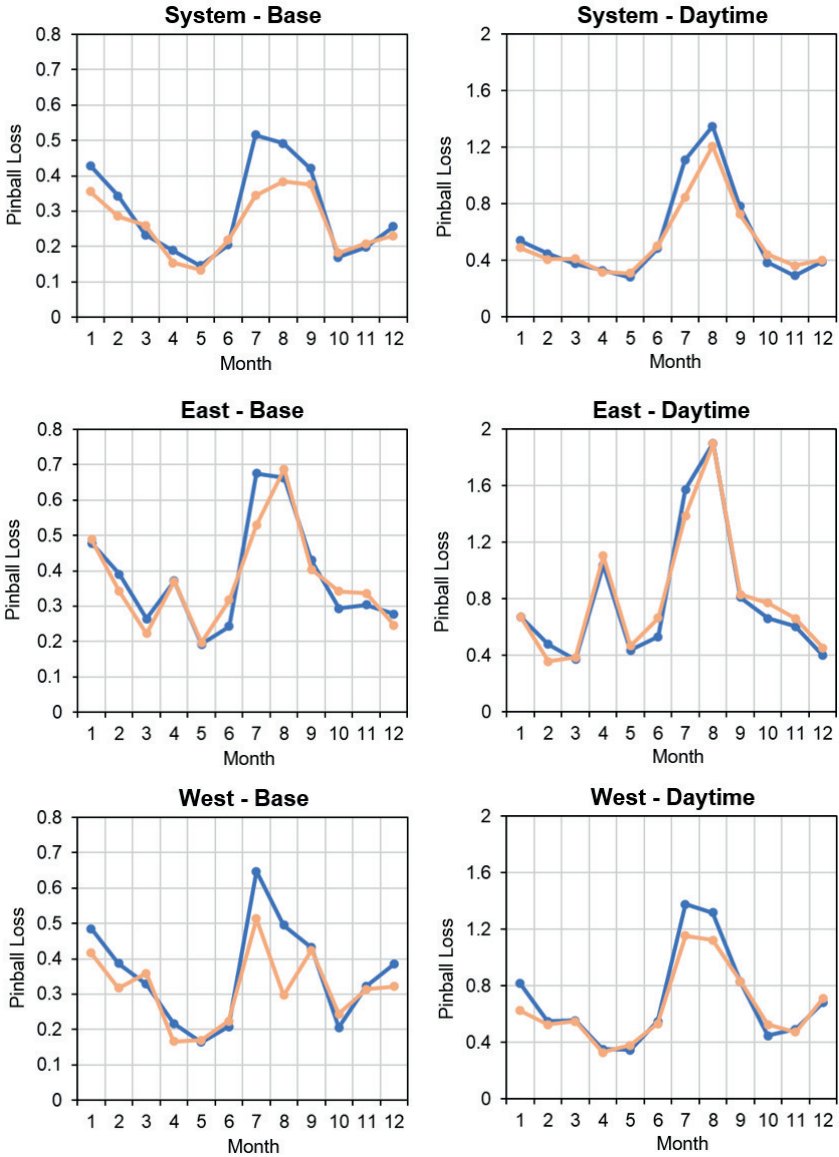 System - Base
Pinball Loss
0.8
0.7
0.6
0.5
0.4
0.3
0.2
0.1
0
1 2 3 4 5 6 7 8 9 10 11 12
Month
System - Daytime
Pinball Loss
2
1.6
1.2
0.8
0.4
0
1 2 3 4 5 6 7 8 9 10 11 12
Month
East - Base
Pinball Loss
0.8
0.7
0.6
0.5
0.4
0.3
0.2
0.1
0
1 2 3 4 5 6 7 8 9 10 11 12
Month
East - Daytime
Pinball Loss
2
1.6
1.2
0.8
0.4
0
1 2 3 4 5 6 7 8 9 10 11 12
Month
West - Base
Pinball Loss
0.8
0.7
0.6
0.5
0.4
0.3
0.2
0.1
0
1 2 3 4 5 6 7 8 9 10 11 12
Month
West - Daytime
Pinball Loss
2
1.6
1.2
0.8
0.4
0
1 2 3 4 5 6 7 8 9 10 11 12
Month